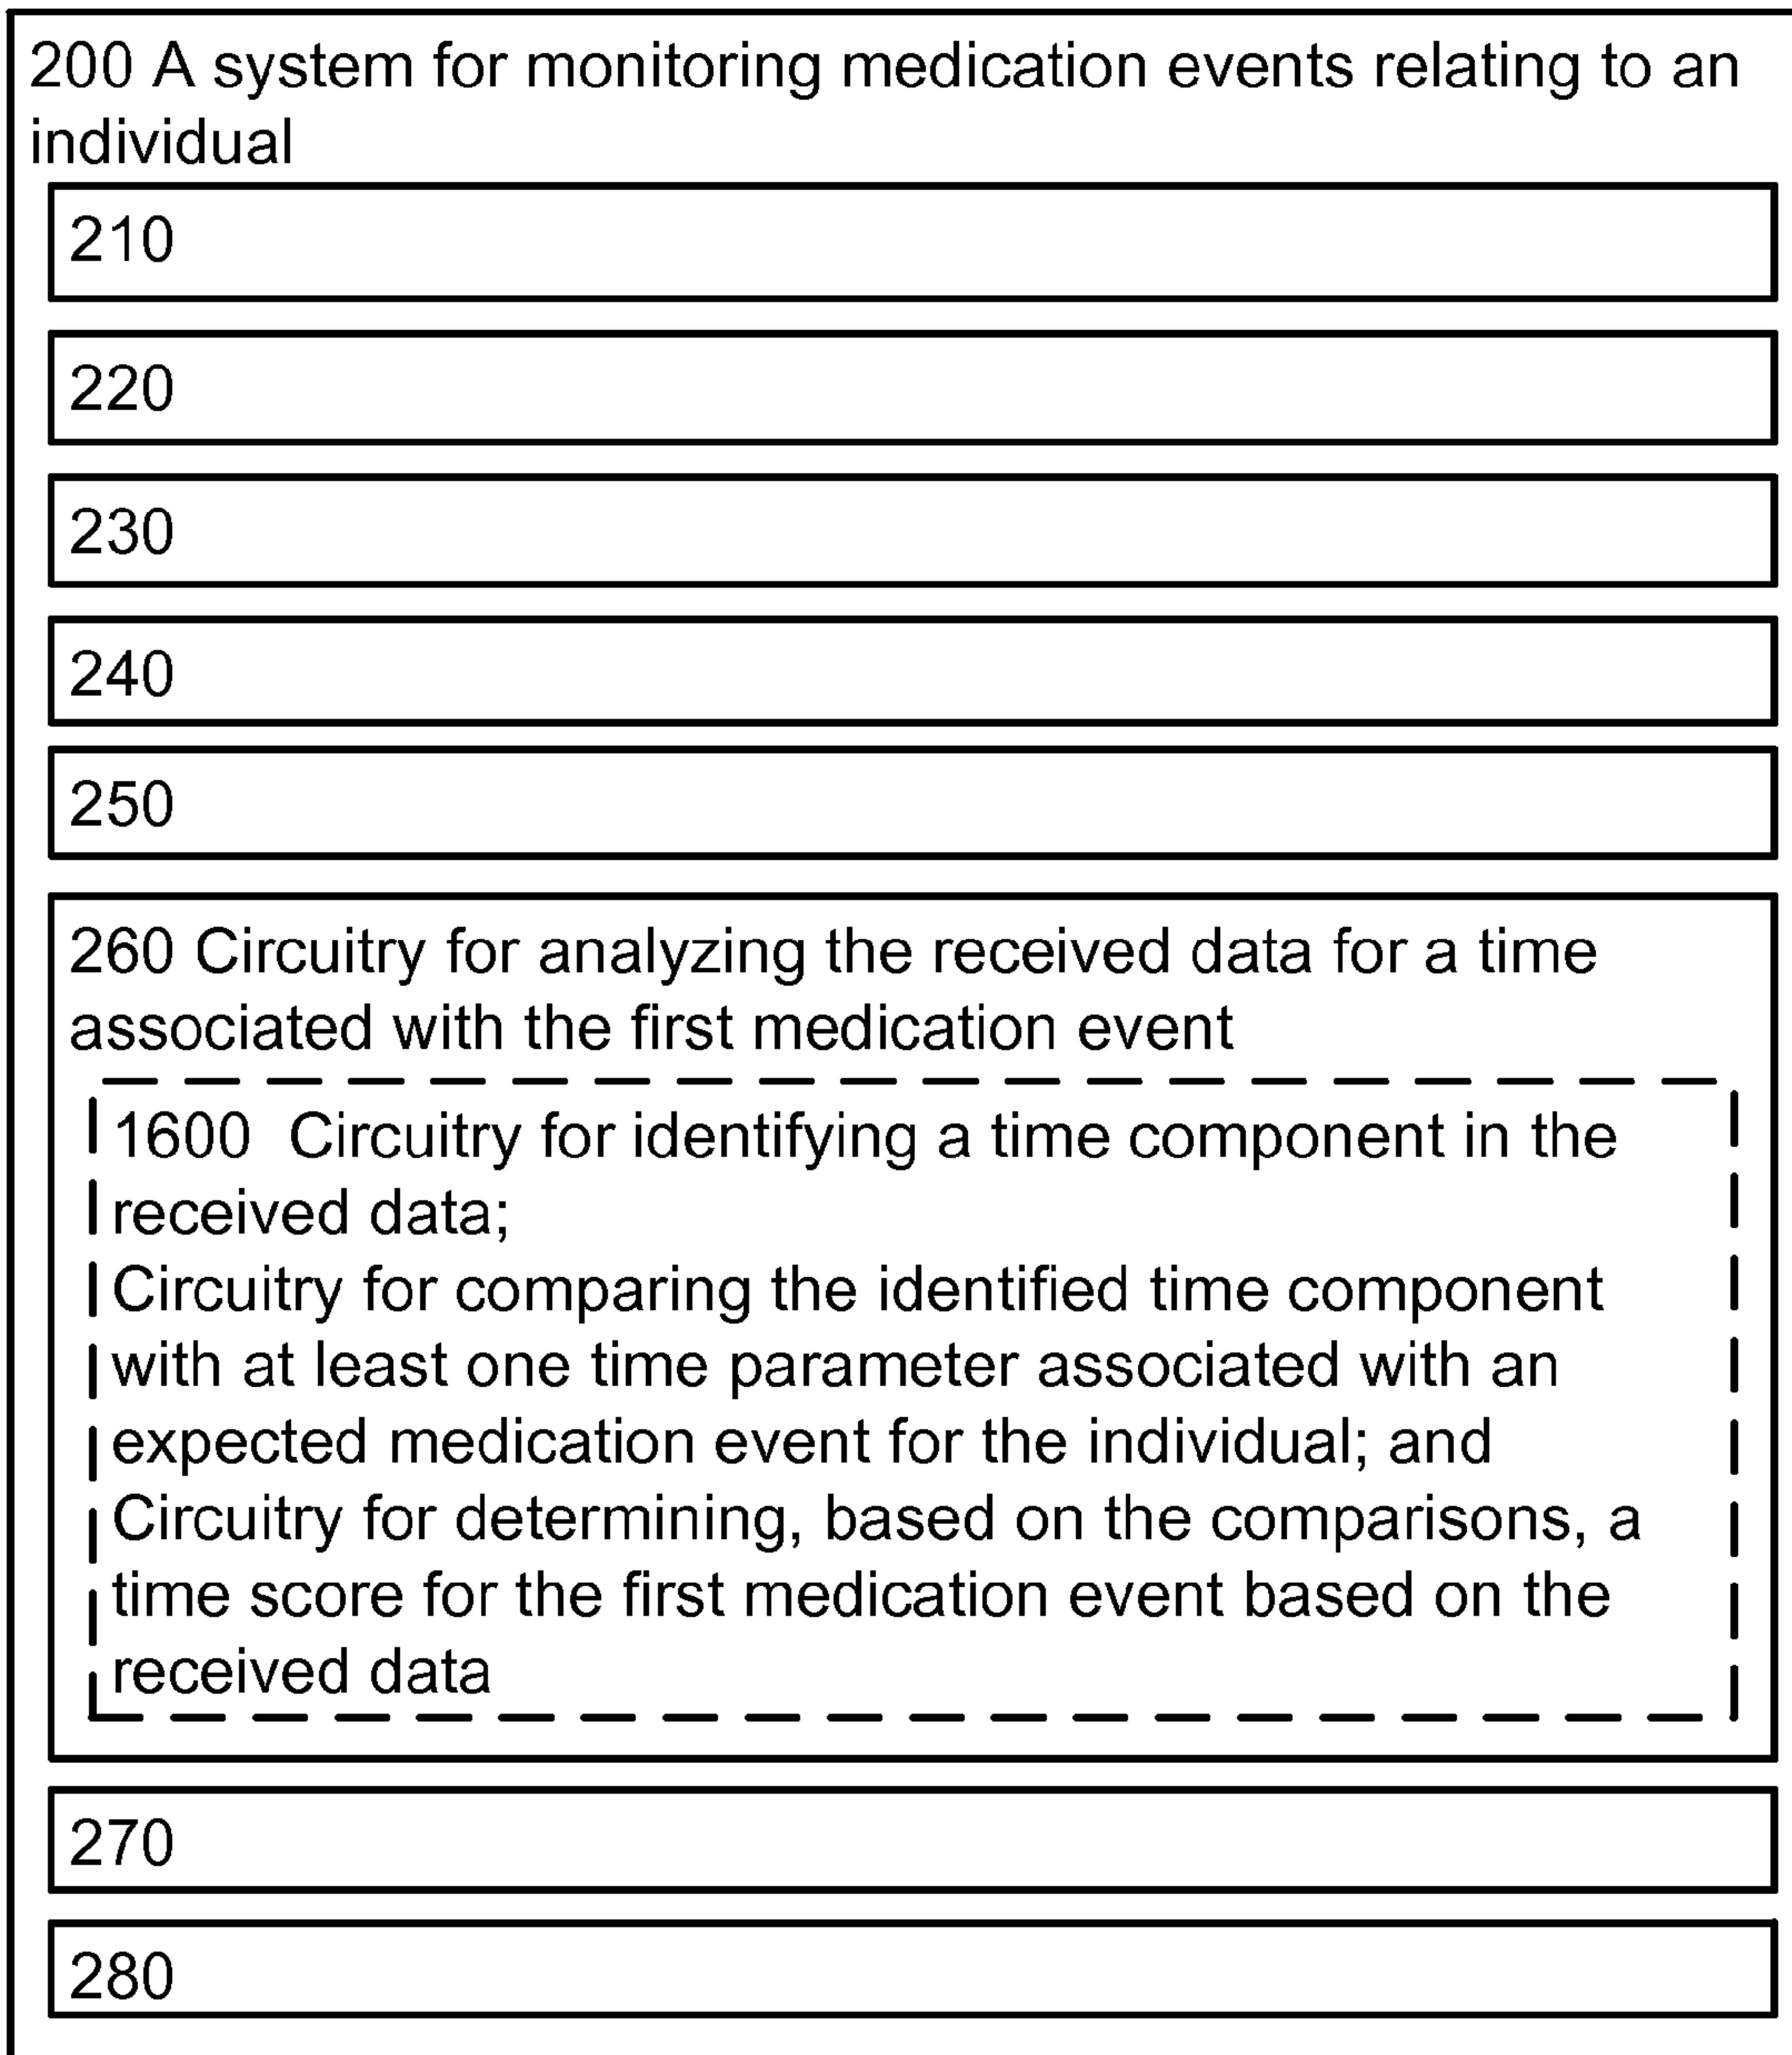 200 A system for monitoring medication events relating to an
individual
210
220
230
240
250
260 Circuitry for analyzing the received data for a time
associated with the first medication event
1600 Circuitry for identifying a time component in the
received data;
Circuitry for comparing the identified time component
with at least one time parameter associated with an
expected medication event for the individual; and
Circuitry for determining, based on the comparisons, a
time score for the first medication event based on the
received data
270
280